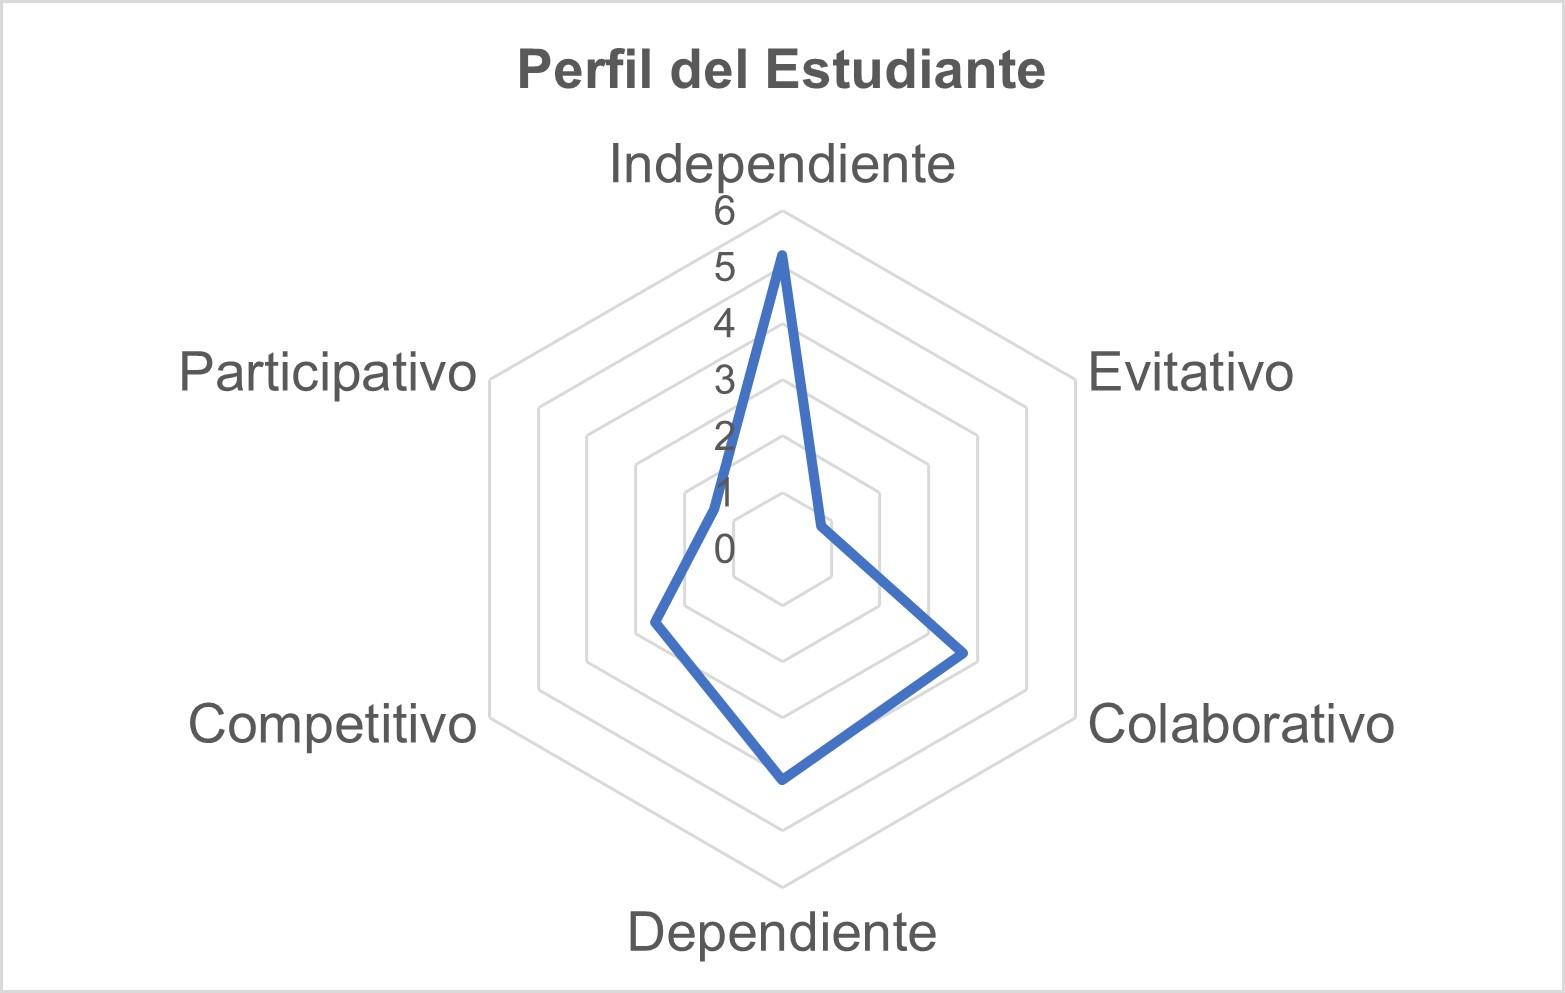 Perfil del Estudiante
Independiente
6
5
4
3
2
1
0
Participativo
Evitativo
Competitivo
Colaborativo
Dependiente